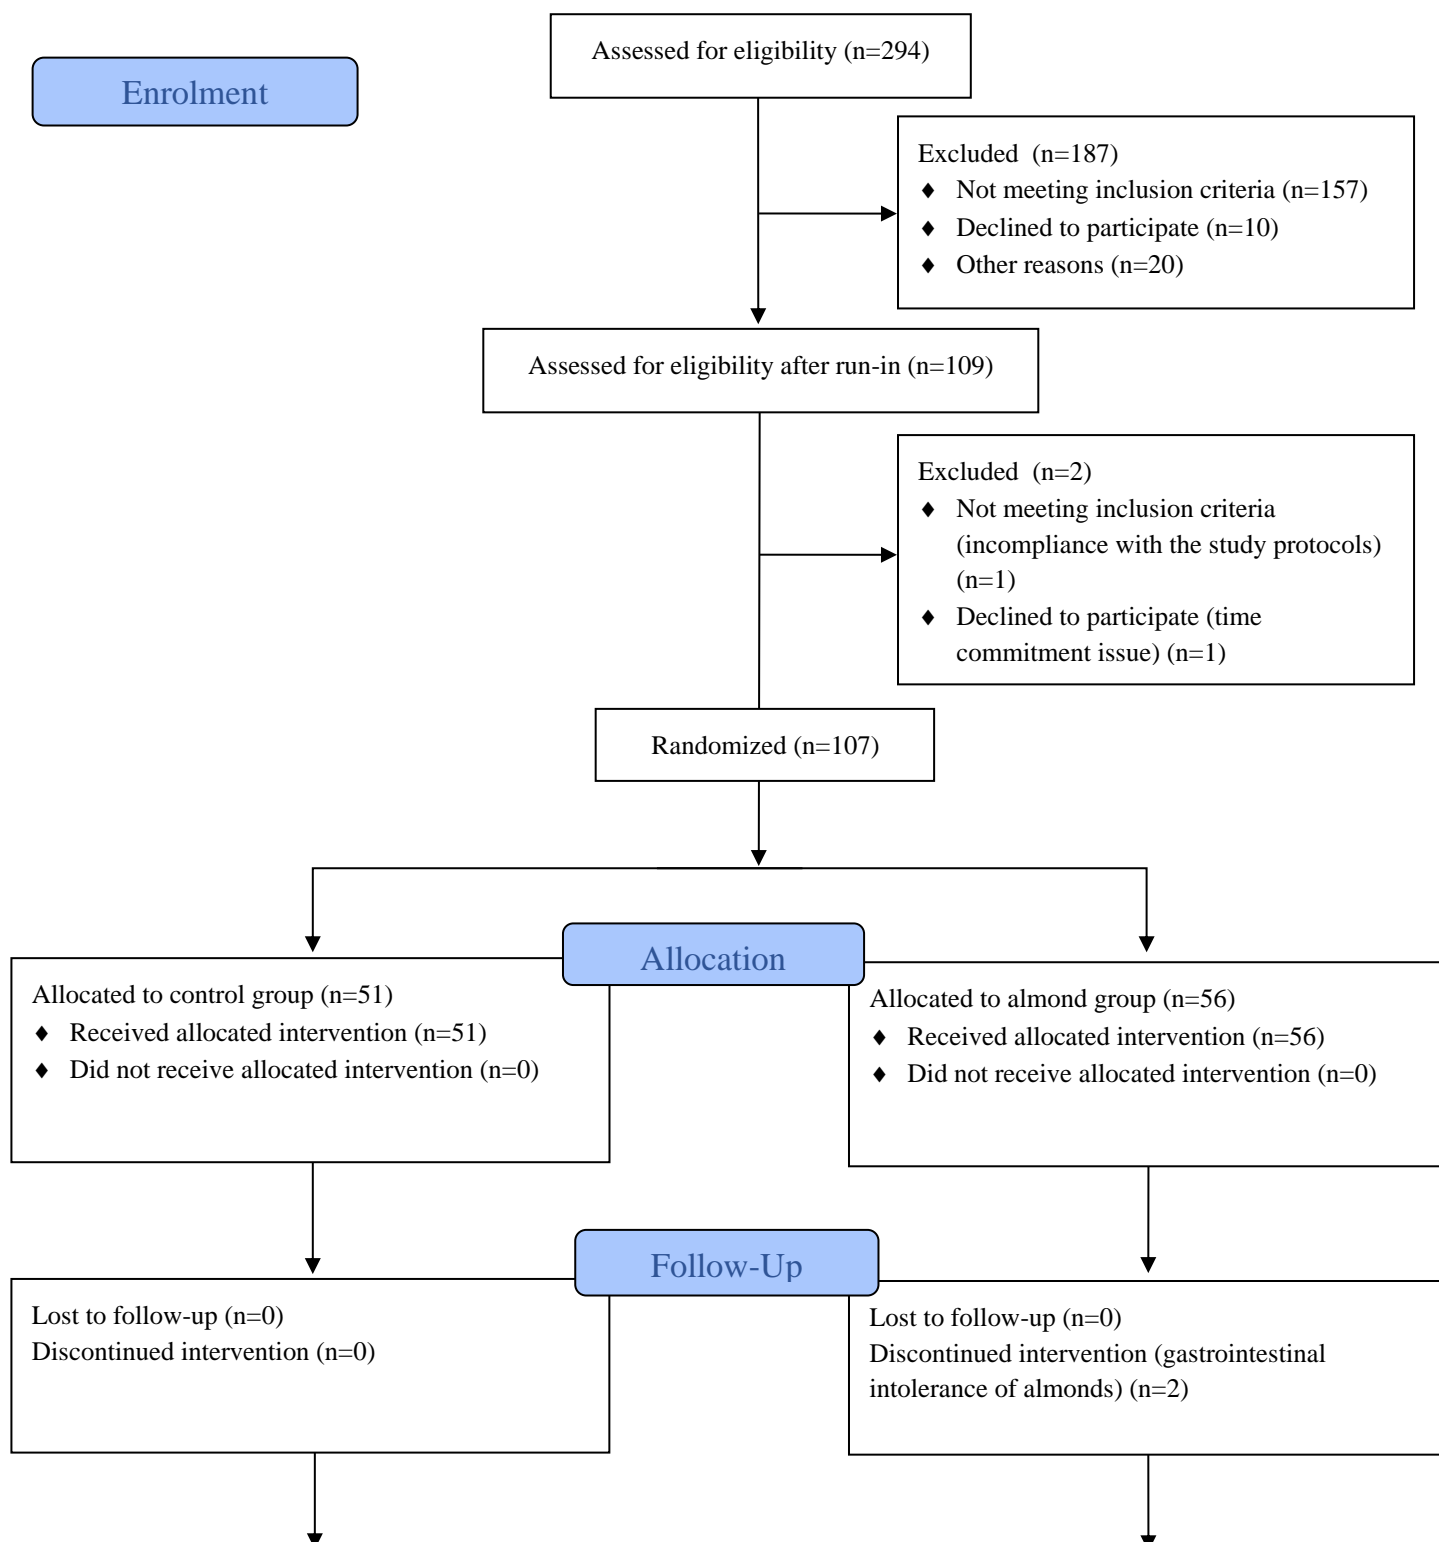 Assessed for eligibility (n=294)
Enrolment
Excluded  (n=187)
♦ Not meeting inclusion criteria (n=157)
♦ Declined to participate (n=10)
♦ Other reasons (n=20)
Assessed for eligibility after run-in (n=109)
Excluded  (n=2)
♦ Not meeting inclusion criteria
(incompliance with the study protocols)
(n=1)
♦ Declined to participate (time
commitment issue) (n=1)
Randomized (n=107)
Allocation
Allocated to control group (n=51)
♦ Received allocated intervention (n=51)
♦ Did not receive allocated intervention (n=0)
Allocated to almond group (n=56)
♦ Received allocated intervention (n=56)
♦ Did not receive allocated intervention (n=0)
Follow-Up
Lost to follow-up (n=0)
Discontinued intervention (n=0)
Lost to follow-up (n=0)
Discontinued intervention (gastrointestinal
intolerance of almonds) (n=2)